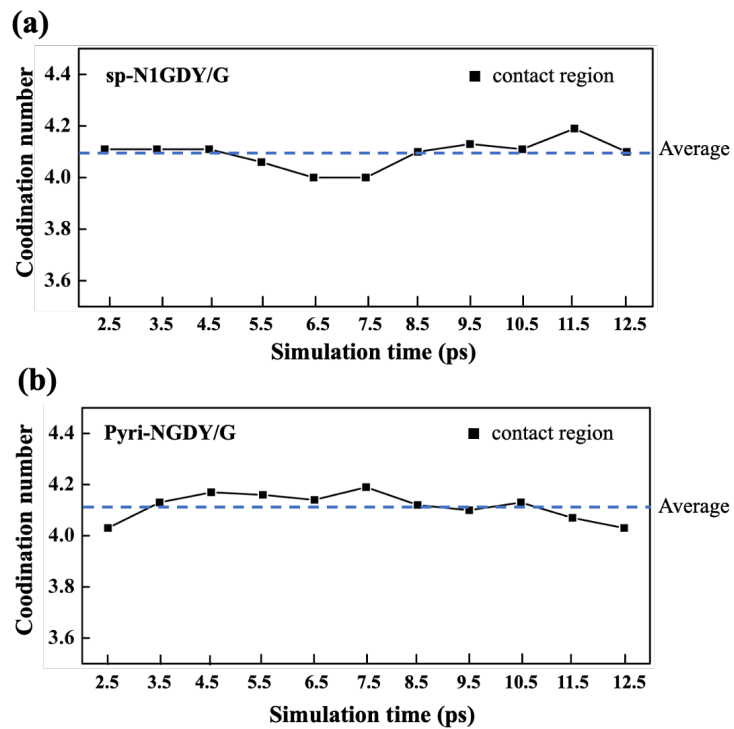 (a)
sp-N1GDY/G
contact region
Coodination number
4.4
4.2
4.0
3.8
3.6
Average
2.5 3.5 4.5 5.5 6.5 7.5 8.5 9.5 10.5 11.5 12.5
Simulation time (ps)
(b)
Pyri-NGDY/G
contact region
Coodination number
4.4
4.2
4.0
3.8
3.6
Average
2.5 3.5 4.5 5.5 6.5 7.5 8.5 9.5 10.5 11.5 12.5
Simulation time (ps)